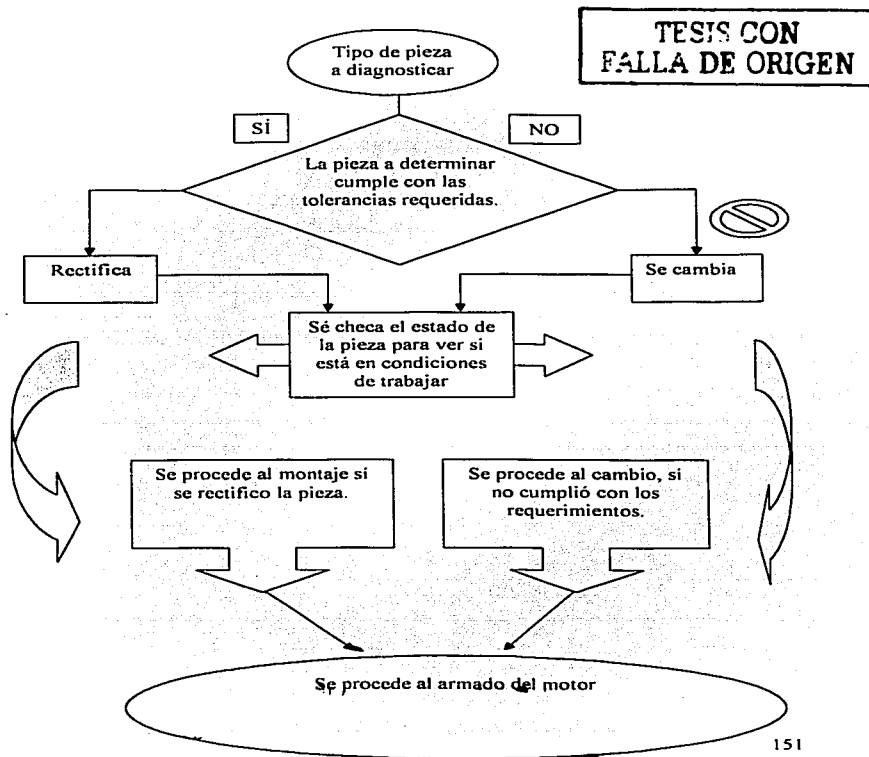 TESIS CON
FALLA DE ORIGEN
Tipo de pieza
a diagnosticar
SÍ
NO
La pieza a determinar
cumple con las
tolerancias requeridas.
Rectifica
Se cambia
Sé checa el estado de
la pieza para ver si
está en condiciones
de trabajar
Se procede al montaje sí
se rectifico la pieza.
Se procede al cambio, si
no cumplió con los
requerimientos.
Se procede al armado del motor
151